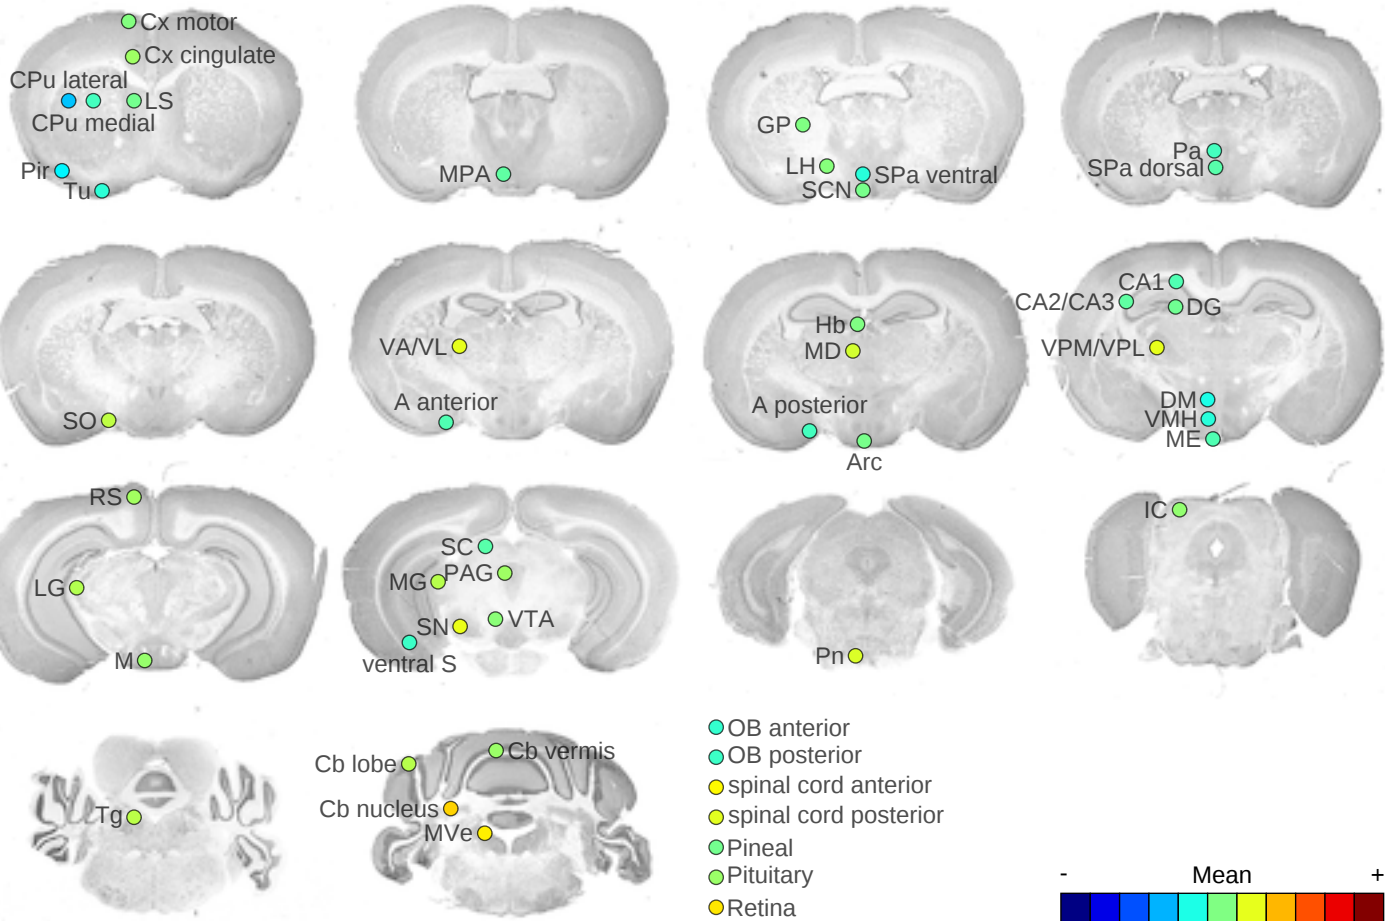 Cx motor
Cx cingulate
CPu lateral
LS
CPu medial
Pir
Tu
MPA
GP
LH
SPa ventral
SCN
Pa
SPa dorsal
SO
VA/VL
A anterior
Hb
MD
A posterior
Arc
CA1
CA2/CA3
DG
VPM/VPL
DM
VMH
ME
RS
LG
M
SC
MG PAG
SN VTA
ventral S
Pn
IC
Tg
Cb lobe Cb vermis
Cb nucleus
MVe
OB anterior
OB posterior
spinal cord anterior
spinal cord posterior
Pineal
Pituitary
Retina
- Mean +